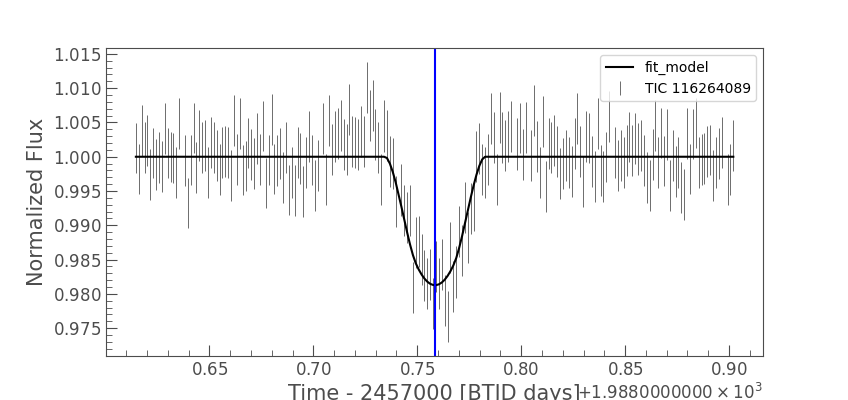 1.015
1.010
1.005
1.000
0.995
0.990
0.985
0.980
0.975
Normalized Flux
fit_model
TIC 116264089
0.65 0.70 0.75 0.80 0.85 0.90
Time - 2457000 [BTJD days]
+1.9880000000 × 10³